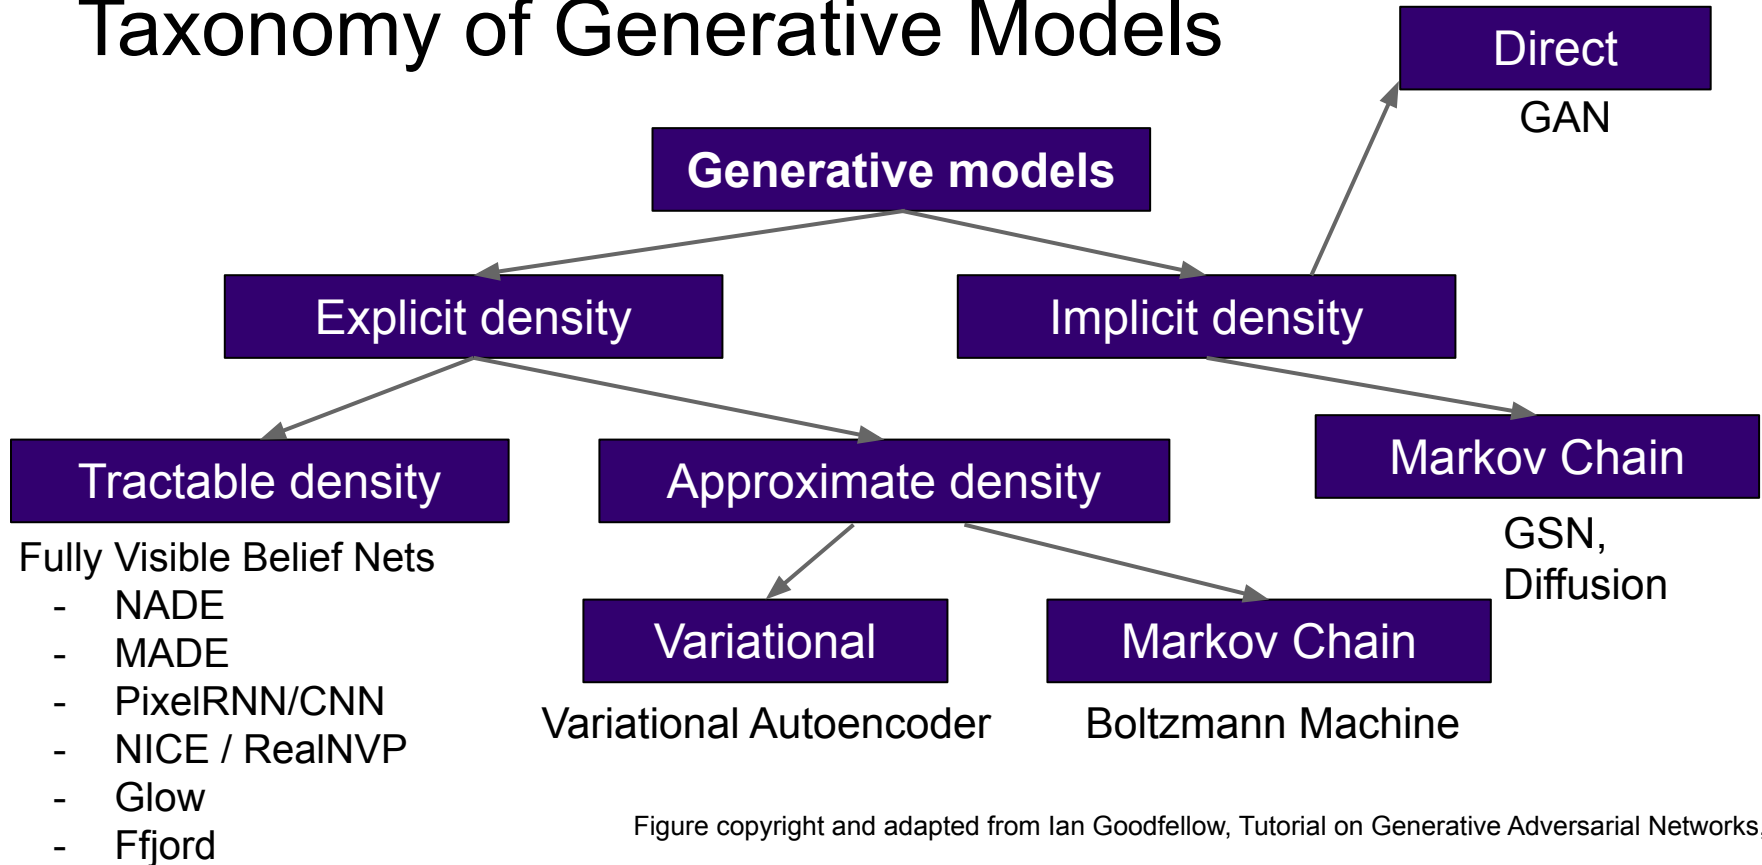 Taxonomy of Generative Models
Direct
GAN
Generative models
Explicit density
Implicit density
Tractable density
Approximate density
Markov Chain
Fully Visible Belief Nets
- NADE
- MADE
- PixelRNN/CNN
- NICE / RealNVP
- Glow
- Ffjord
GSN,
Diffusion
Variational
Markov Chain
Variational Autoencoder
Boltzmann Machine
Figure copyright and adapted from Ian Goodfellow, Tutorial on Generative Adversarial Networks,